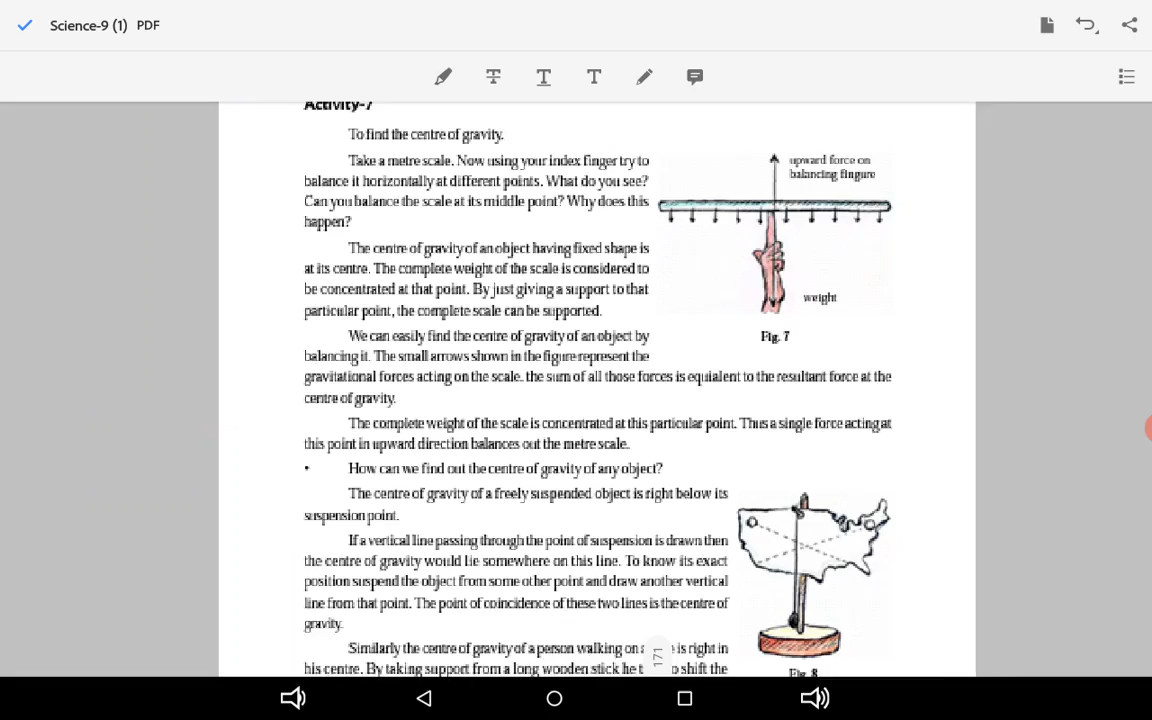 Science-9 (1) PDF
Activity-7
To find the centre of gravity.
Take a metre scale. Now using your index finger try to
balance it horizontally at different points. What do you see?
Can you balance the scale at its middle point? Why does this
happen?
upward force on
balancing fingure
weight
Fig. 7
The centre of gravity of an object having fixed shape is
at its centre. The complete weight of the scale is considered to
be concentrated at that point. By just giving a support to that
particular point, the complete scale can be supported.
We can easily find the centre of gravity of an object by
balancing it. The small arrows shown in the figure represent the
gravitational forces acting on the scale. the sum of all those forces is equialent to the resultant force at the
centre of gravity.
The complete weight of the scale is concentrated at this particular point. Thus a single force acting at
this point in upward direction balances out the metre scale.
• How can we find out the centre of gravity of any object?
The centre of gravity of a freely suspended object is right below its
suspension point.
If a vertical line passing through the point of suspension is drawn then
the centre of gravity would lie somewhere on this line. To know its exact
position suspend the object from some other point and draw another vertical
line from that point. The point of coincidence of these two lines is the centre of
gravity.
Similarly the centre of gravity of a person walking on is right in
his centre. By taking support from a long wooden stick he to shift the
Fig. 8
171